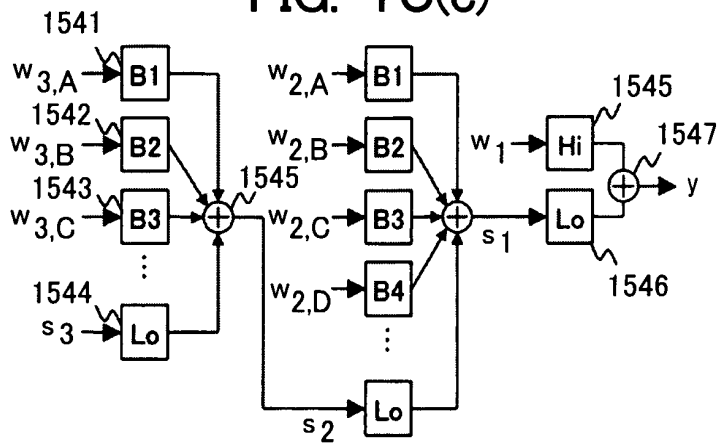 FIG. 40(c)
1541
w3,A B1
1542
w3,B B2
1543
w3,C B3
1545
⋮
1544
s3 Lo
w2,A B1
w2,B B2
w2,C B3
w2,D B4
⋮
s2 Lo
s1
1545
w1 Hi
1547
y
Lo
1546